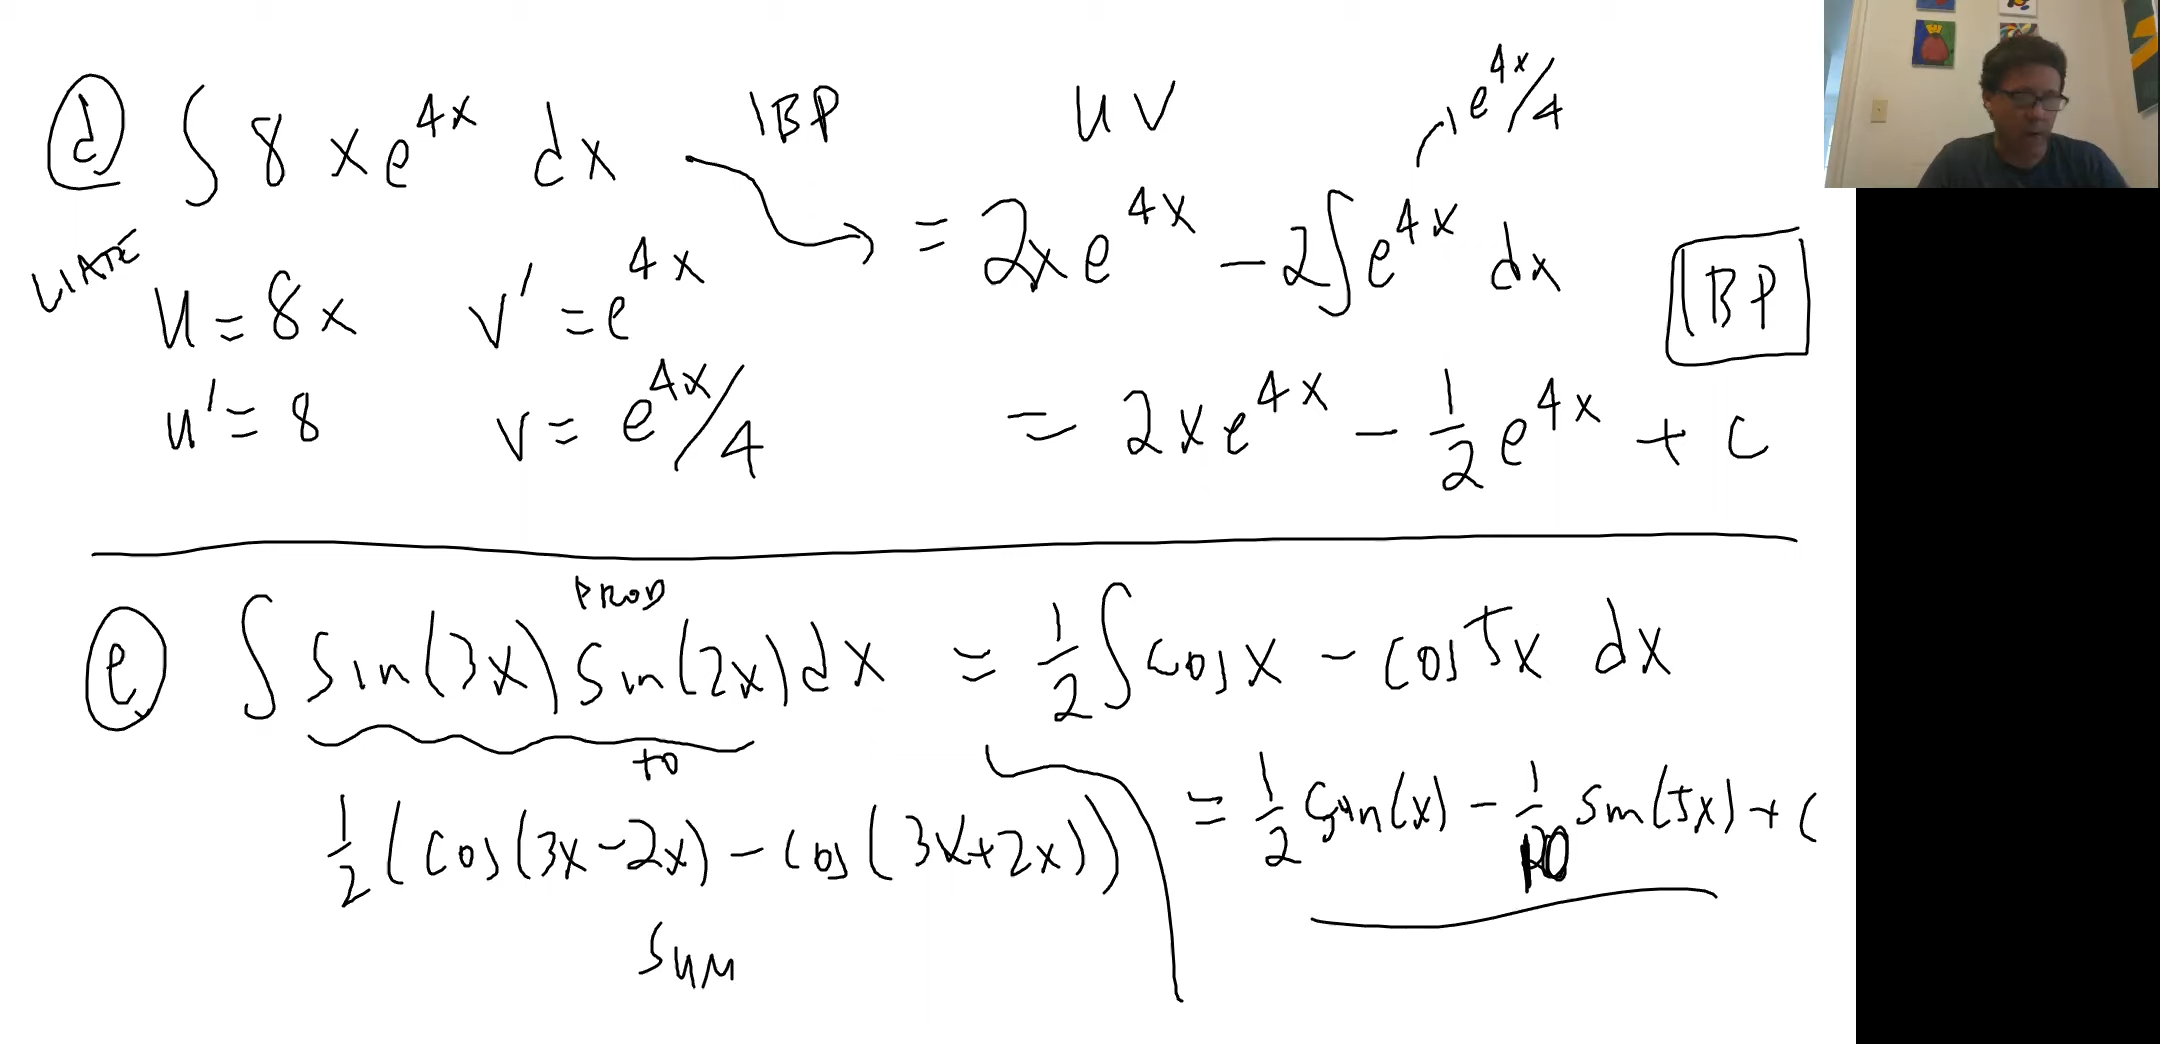 (d) ∫ 8 x e^{4x} dx IBP
u v e^{4x}/4
= 2x e^{4x} - 2∫ e^{4x} dx
LIATE
u = 8x v' = e^{4x}
u' = 8 v = e^{4x}/4
IBP
= 2x e^{4x} - 1/2 e^{4x} + C
PROD
(e) ∫ sin(3x) sin(2x) dx = 1/2 ∫ cos x - cos 5x dx
to
1/2 (cos(3x-2x) - cos(3x+2x))
= 1/2 sin(x) - 1/10 sin(5x) + C
SUM